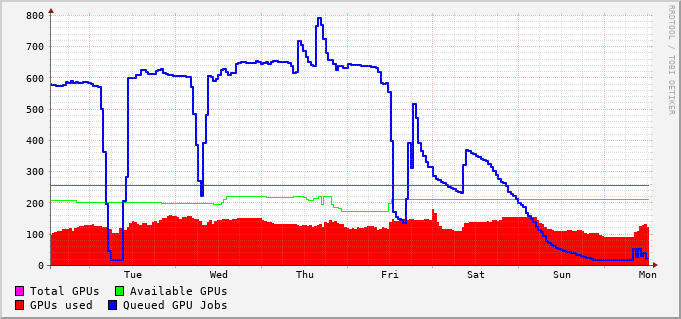 800
700
600
500
400
300
200
100
0
Tue Wed Thu Fri Sat Sun Mon
Total GPUs Available GPUs
GPUs used Queued GPU Jobs
RRDTOOL / TOBI OETIKER